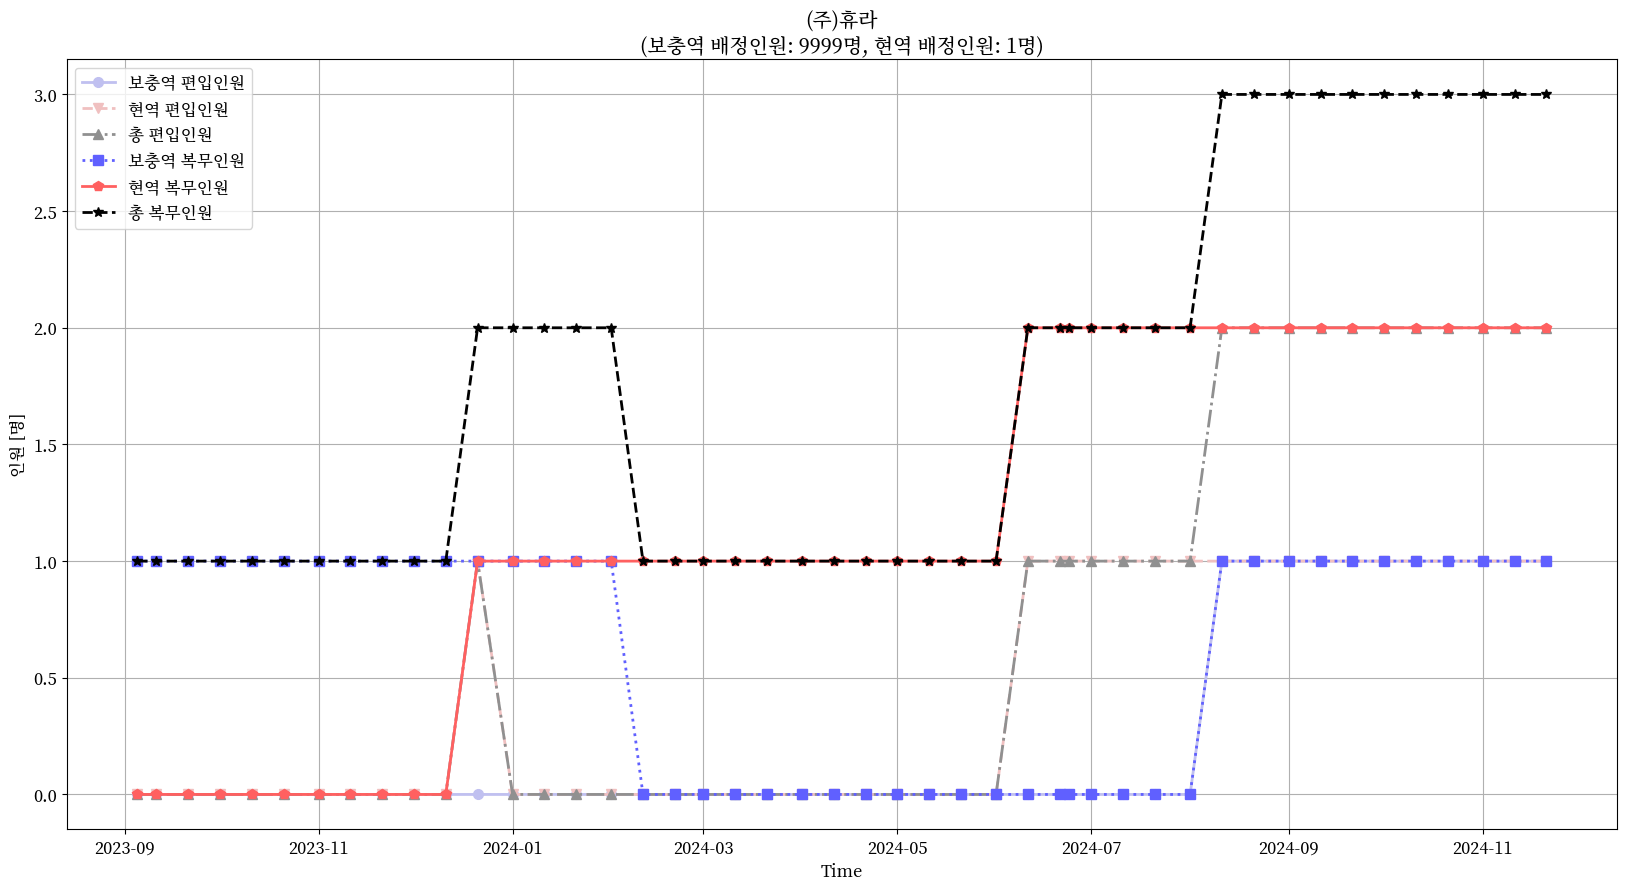 (주)휴라
(보충역 배정인원: 9999명, 현역 배정인원: 1명)
보충역 편입인원
현역 편입인원
총 편입인원
보충역 복무인원
현역 복무인원
총 복무인원
인원 [명]
3.0
2.5
2.0
1.5
1.0
0.5
0.0
2023-09 2023-11 2024-01 2024-03 2024-05 2024-07 2024-09 2024-11
Time